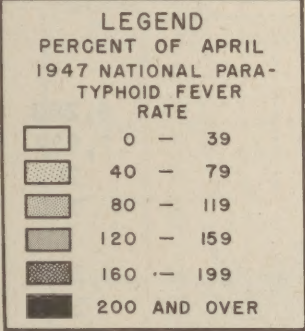 LEGEND
PERCENT OF APRIL
1947 NATIONAL PARA-
TYPHOID FEVER
RATE
0 — 39
40 — 79
80 — 119
120 — 159
160 — 199
200 AND OVER